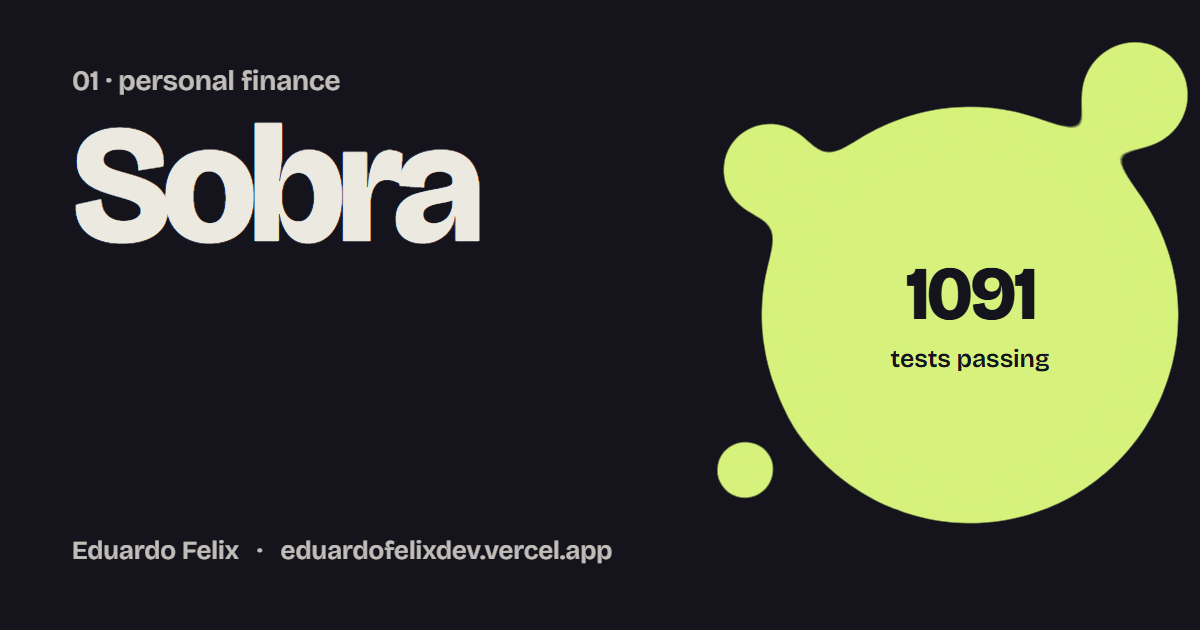 01 · personal finance
Sobra
1091
tests passing
Eduardo Felix · eduardofelixdev.vercel.app